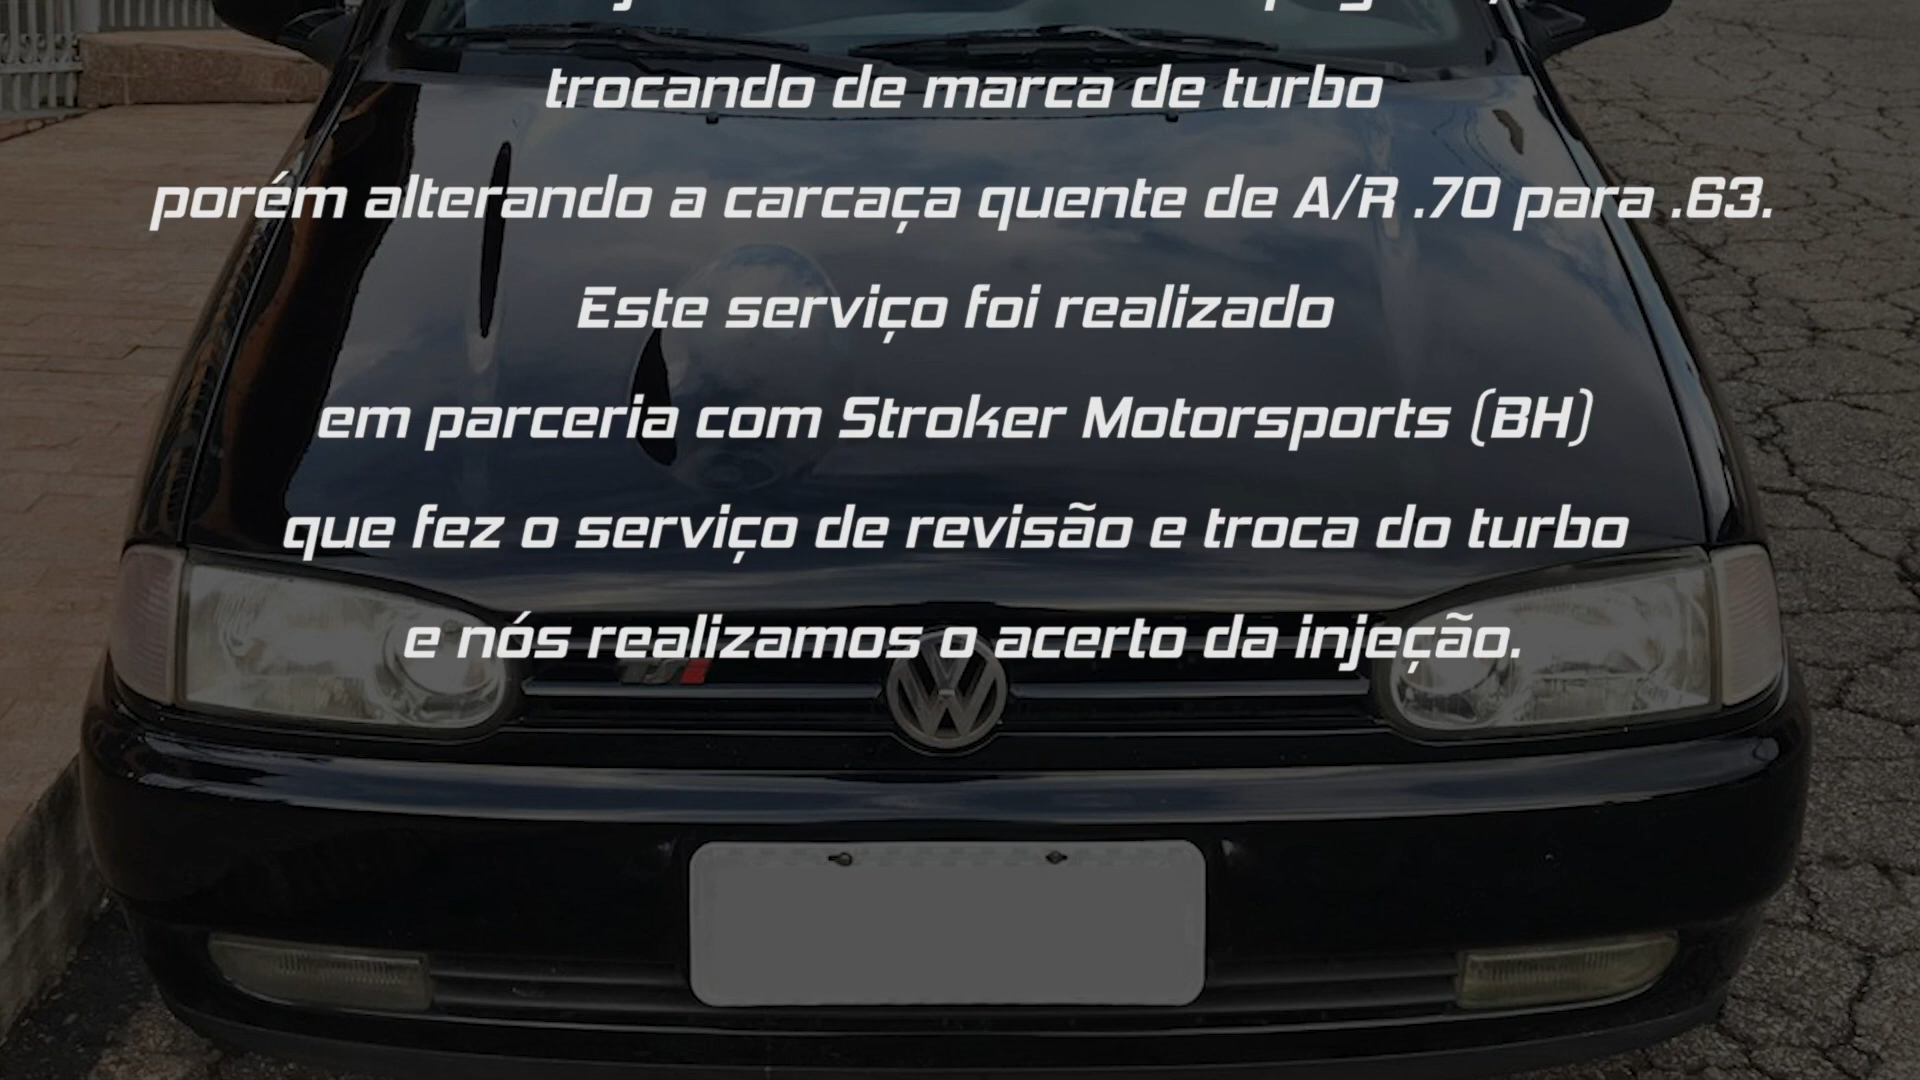 trocando de marca de turbo
porém alterando a carcaça quente de A/R .70 para .63.
Este serviço foi realizado
em parceria com Stroker Motorsports (BH)
que fez o serviço de revisão e troca do turbo
e nós realizamos o acerto da injeção.